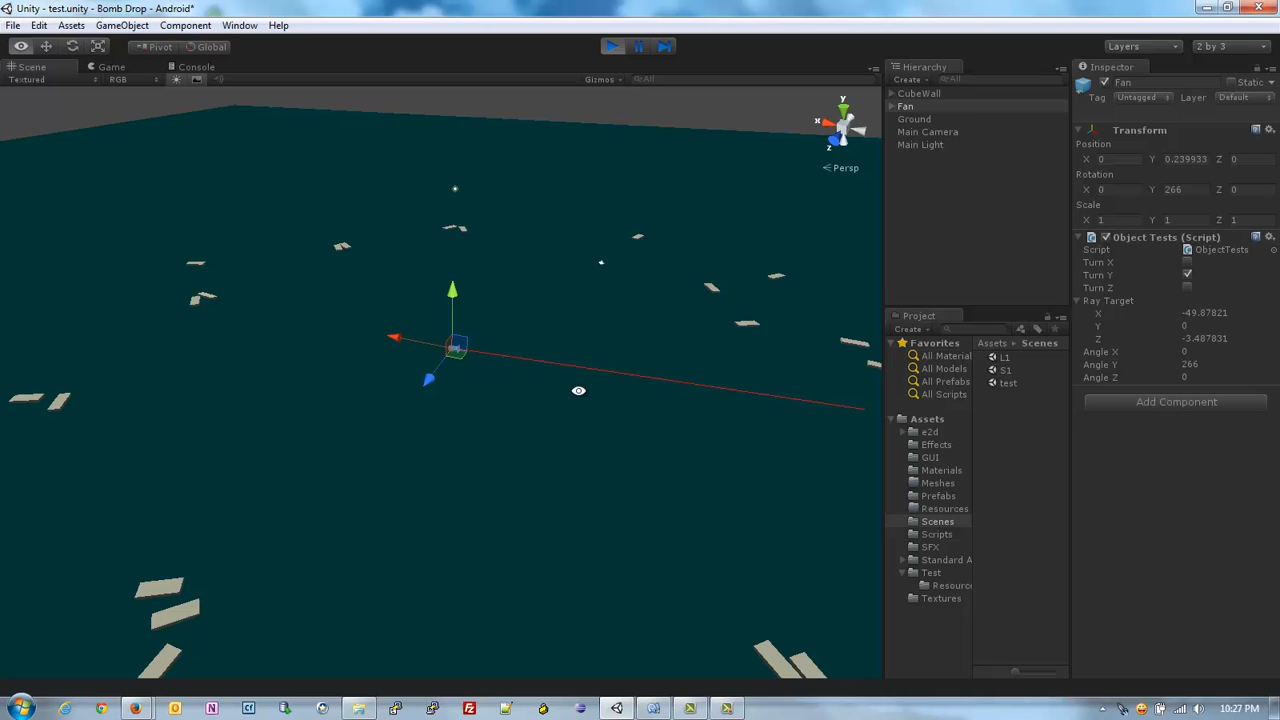 Unity - test.unity - Bomb Drop - Android*
File Edit Assets GameObject Component Window Help
Pivot Global Layers 2 by 3
Scene Game Console
Textured RGB Gizmos All
y
x
z
Persp
Hierarchy
Create All
CubeWall
Fan
Ground
Main Camera
Main Light
Project
Create
Favorites
All Material
All Models
All Prefabs
All Scripts
Assets
e2d
Effects
GUI
Materials
Meshes
Prefabs
Resources
Scenes
Scripts
SFX
Standard A
Test
Resource
Textures
Assets Scenes
L1
S1
test
Inspector
Fan Static
Tag Untagged Layer Default
Transform
Position
X 0 Y 0.239933 Z 0
Rotation
X 0 Y 266 Z 0
Scale
X 1 Y 1 Z 1
Object Tests (Script)
Script ObjectTests
Turn X
Turn Y
Turn Z
Ray Target
X -49.87821
Y 0
Z -3.487831
Angle X 0
Angle Y 266
Angle Z 0
Add Component
10:27 PM